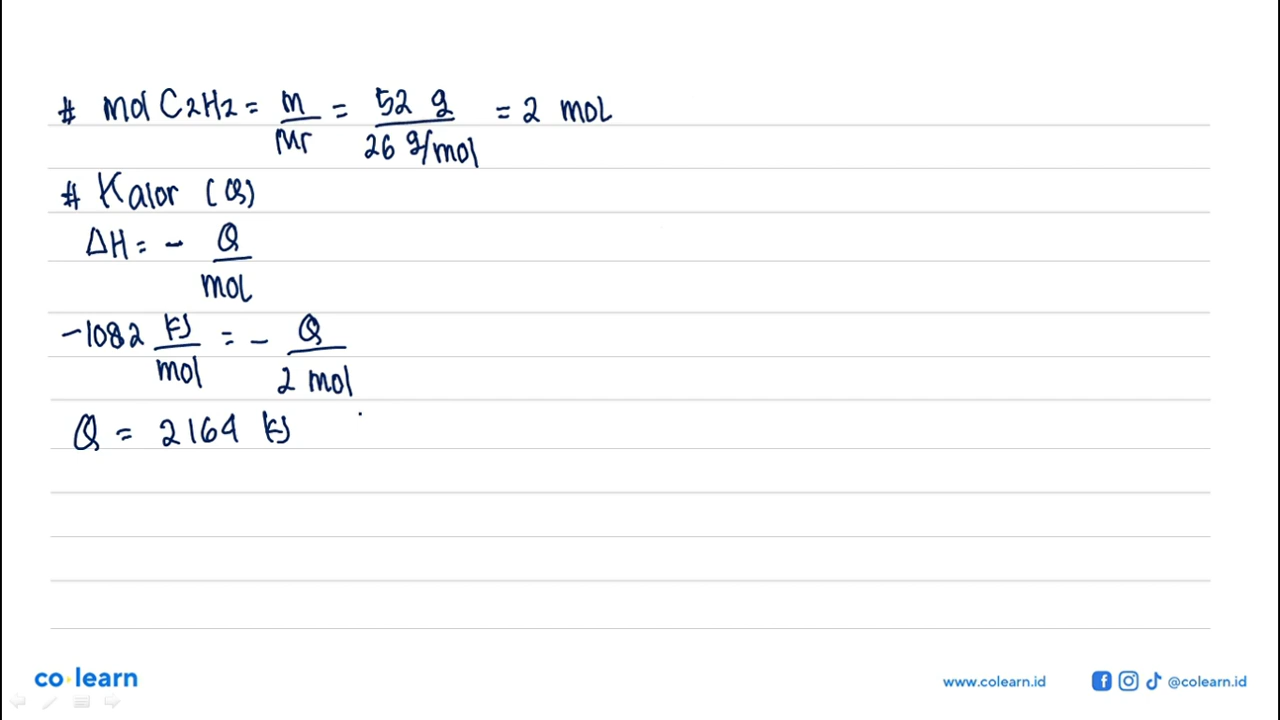 # mol C2H2 = m/Mr = 52 g/26 g/mol = 2 mol
# Kalor (Q)
ΔH = - Q/mol
-1082 kJ/mol = - Q/2 mol
Q = 2164 kJ
co learn
www.colearn.id @colearn.id